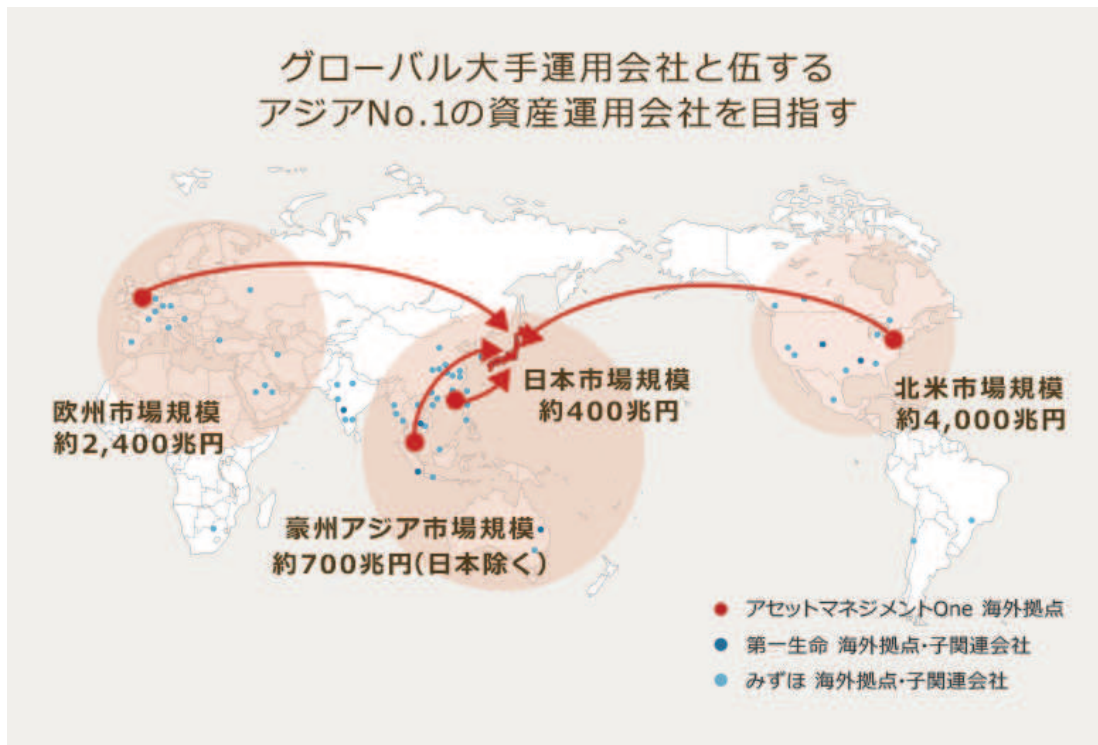 グローバル大手運用会社と伍する
アジアNo.1の資産運用会社を目指す
欧州市場規模
約2,400兆円
日本市場規模
約400兆円
北米市場規模
約4,000兆円
豪州アジア市場規模
約700兆円(日本除く)
アセットマネジメントOne 海外拠点
第一生命 海外拠点・子関連会社
みずほ 海外拠点・子関連会社